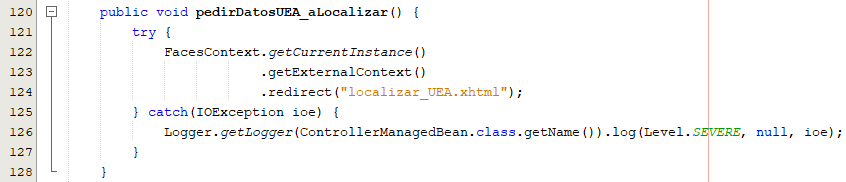 120 public void pedirDatosUEA_aLocalizar() {
121 try {
122 FacesContext.getCurrentInstance()
123 .getExternalContext()
124 .redirect("localizar_UEA.xhtml");
125 } catch(IOException ioe) {
126 Logger.getLogger(ControllerManagedBean.class.getName()).log(Level.SEVERE, null, ioe);
127 }
128 }